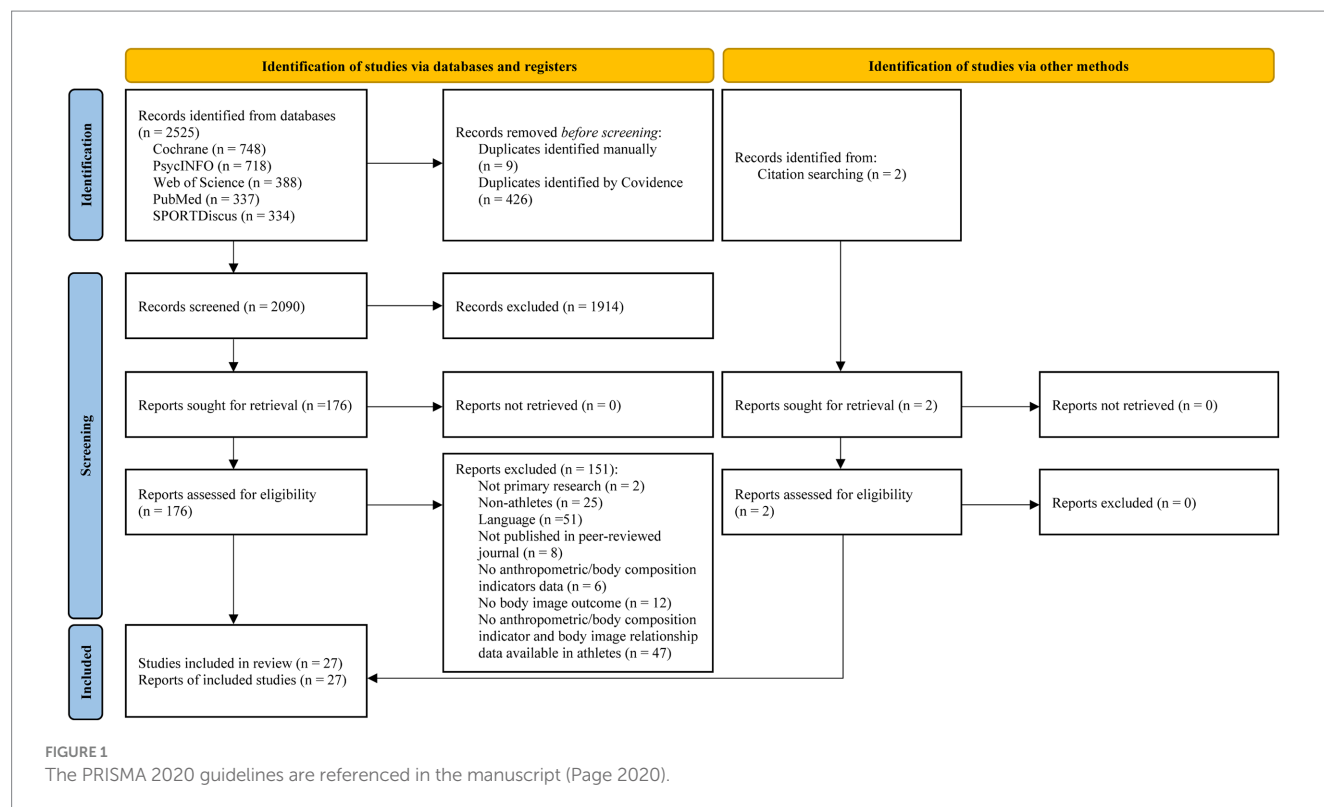 Identification of studies via databases and registers
Identification of studies via other methods
Identification
Records identified from databases
(n = 2525)
Cochrane (n = 748)
PsycINFO (n = 718)
Web of Science (n = 388)
PubMed (n = 337)
SPORTDiscus (n = 334)
Records removed before screening:
Duplicates identified manually
(n = 9)
Duplicates identified by Covidence
(n = 426)
Records identified from:
Citation searching (n = 2)
Screening
Records screened (n = 2090)
Records excluded (n = 1914)
Reports sought for retrieval (n =176)
Reports not retrieved (n = 0)
Reports sought for retrieval (n = 2)
Reports not retrieved (n = 0)
Reports assessed for eligibility
(n = 176)
Reports excluded (n = 151):
Not primary research (n = 2)
Non-athletes (n = 25)
Language (n =51)
Not published in peer-reviewed
journal (n = 8)
No anthropometric/body composition
indicators data (n = 6)
No body image outcome (n = 12)
No anthropometric/body composition
indicator and body image relationship
data available in athletes (n = 47)
Reports assessed for eligibility
(n = 2)
Reports excluded (n = 0)
Included
Studies included in review (n = 27)
Reports of included studies (n = 27)
FIGURE 1
The PRISMA 2020 guidelines are referenced in the manuscript (Page 2020).